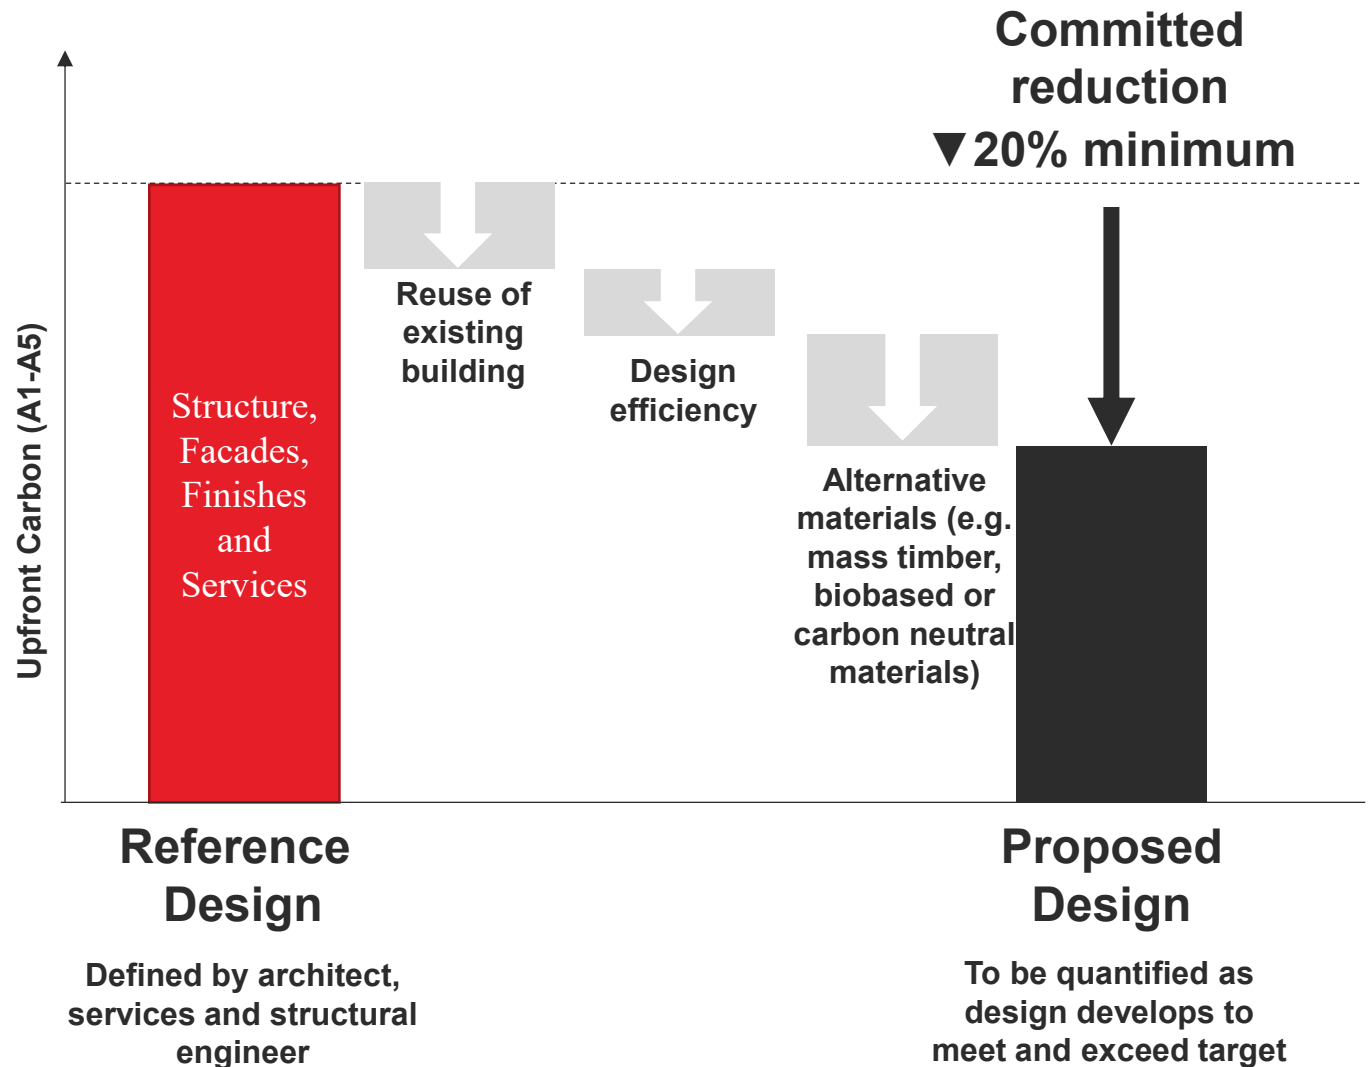 Committed
reduction
▼20% minimum
Upfront Carbon (A1-A5)
Structure,
Facades,
Finishes
and
Services
Reuse of
existing
building
Design
efficiency
Alternative
materials (e.g.
mass timber,
biobased or
carbon neutral
materials)
Reference
Design
Defined by architect,
services and structural
engineer
Proposed
Design
To be quantified as
design develops to
meet and exceed target